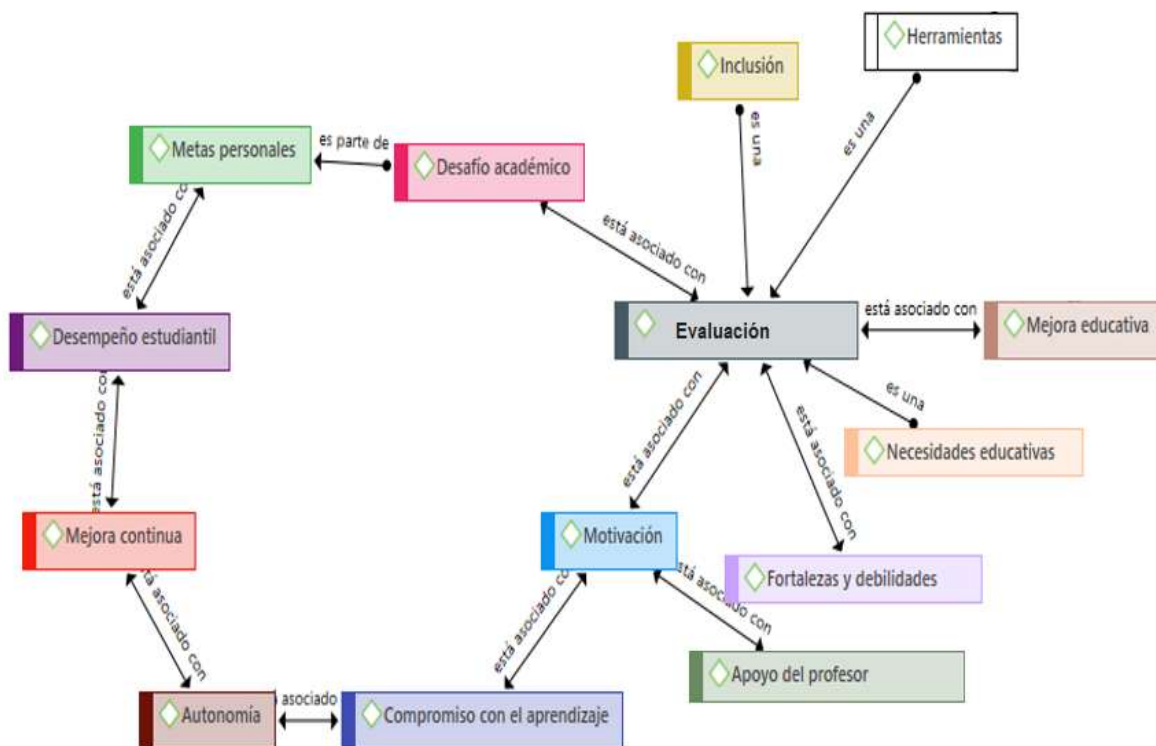 Herramientas
Inclusión
es una
es una
Metas personales
es parte de
Desafío académico
está asociado co
está asociado con
Desempeño estudiantil
Evaluación
está asociado con
Mejora educativa
es una
está asociado con
está asociado con
está asociado con
Necesidades educativas
Mejora continua
Motivación
Fortalezas y debilidades
está asociado con
está asociado co
está asociado con
Apoyo del profesor
Autonomía
asociado
Compromiso con el aprendizaje